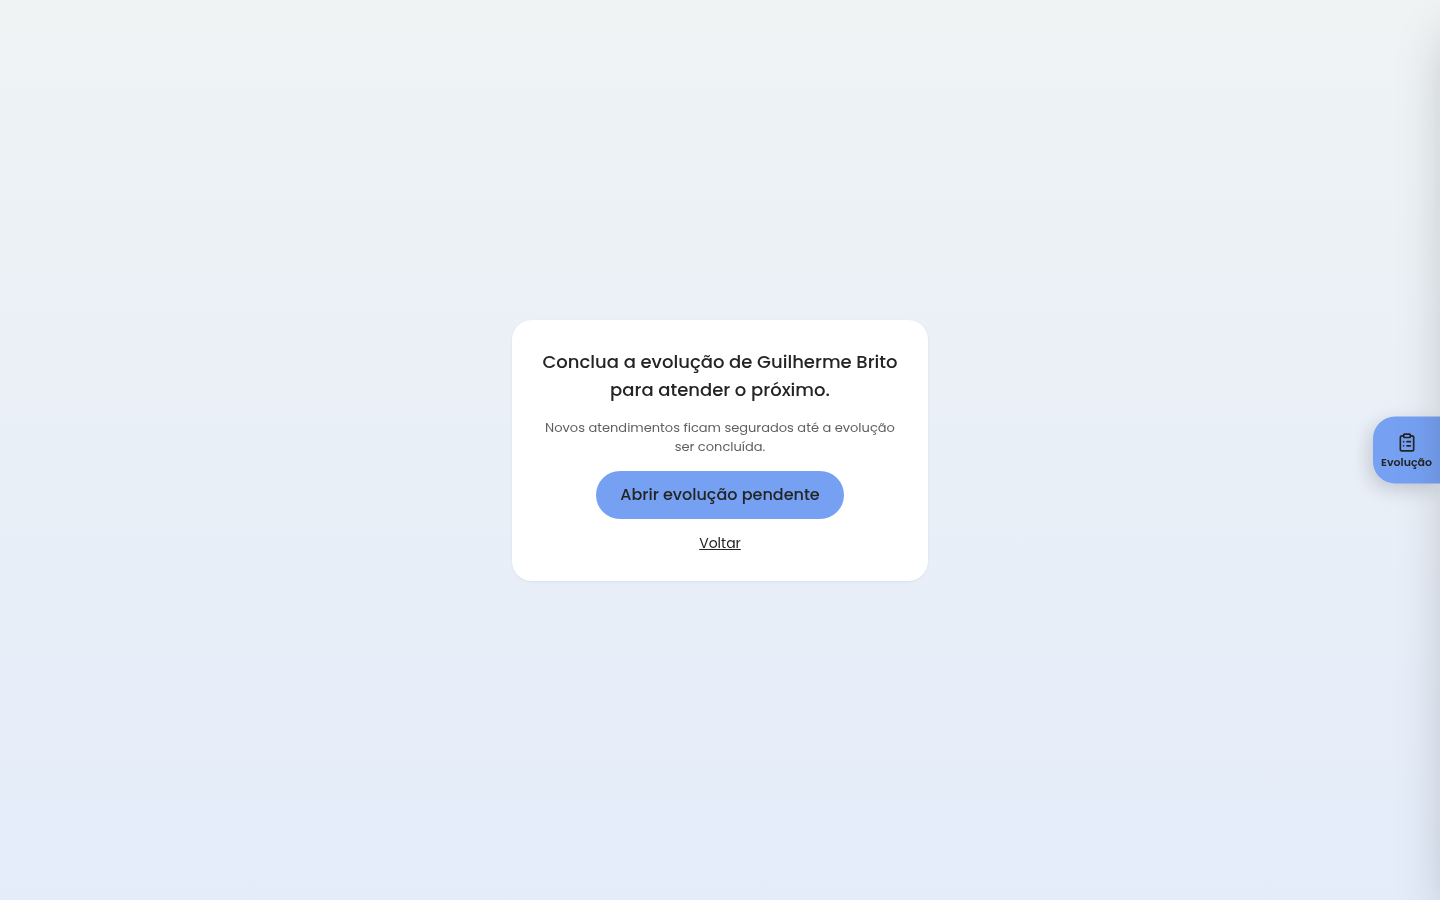 Conclua a evolução de Guilherme Brito
para atender o próximo.
Novos atendimentos ficam segurados até a evolução
ser concluída.
Abrir evolução pendente
Voltar
Evolução